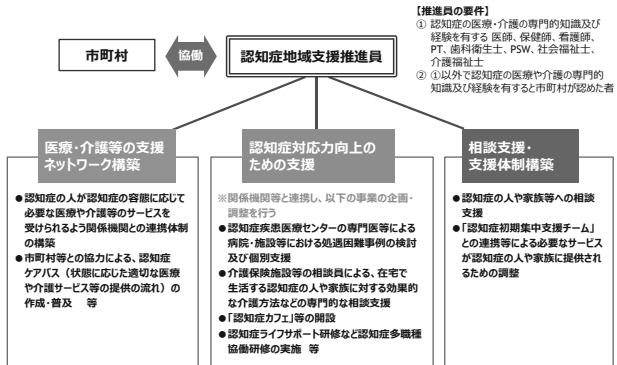 【推進員の要件】
① 認知症の医療・介護の専門的知識及び
経験を有する 医師、保健師、看護師、
PT、歯科衛生士、PSW、社会福祉士、
介護福祉士
② ①以外で認知症の医療や介護の専門的
知識及び経験を有すると市町村が認めた者
市町村
協働
認知症地域支援推進員
医療・介護等の支援
ネットワーク構築
●認知症の人が認知症の容態に応じて
必要な医療や介護等のサービスを
受けられるよう関係機関との連携体制
の構築
●市町村等との協力による、認知症
ケアパス（状態に応じた適切な医療
や介護サービス等の提供の流れ）の
作成・普及 等
認知症対応力向上の
ための支援
※関係機関等と連携し、以下の事業の企画・
調整を行う
●認知症疾患医療センターの専門医等による
病院・施設等における処遇困難事例の検討
及び個別支援
●介護保険施設等の相談員による、在宅で
生活する認知症の人や家族に対する効果的
な介護方法などの専門的な相談支援
●「認知症カフェ」等の開設
●認知症ライフサポート研修など認知症多職種
協働研修の実施 等
相談支援・
支援体制構築
●認知症の人や家族等への相談
支援
●「認知症初期集中支援チーム」
との連携等による必要なサービス
が認知症の人や家族に提供され
るための調整